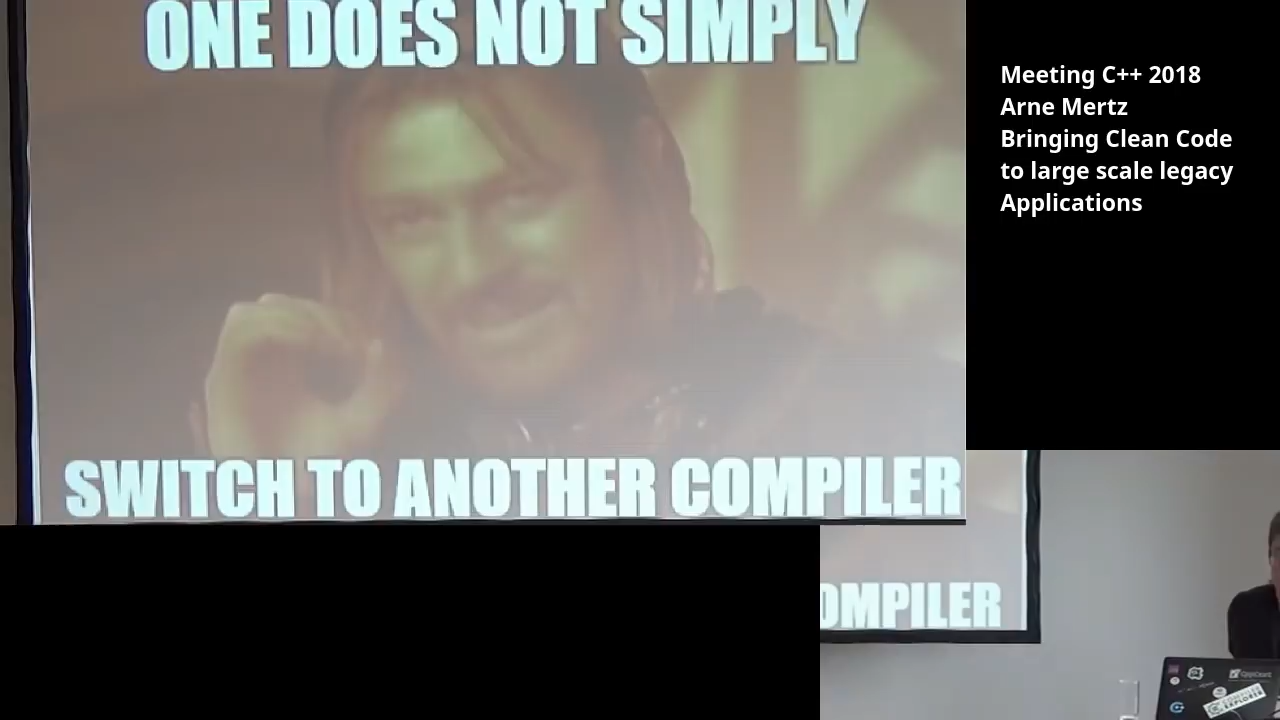 ONE DOES NOT SIMPLY
SWITCH TO ANOTHER COMPILER
Meeting C++ 2018
Arne Mertz
Bringing Clean Code
to large scale legacy
Applications
OMPILER
EXPLORER